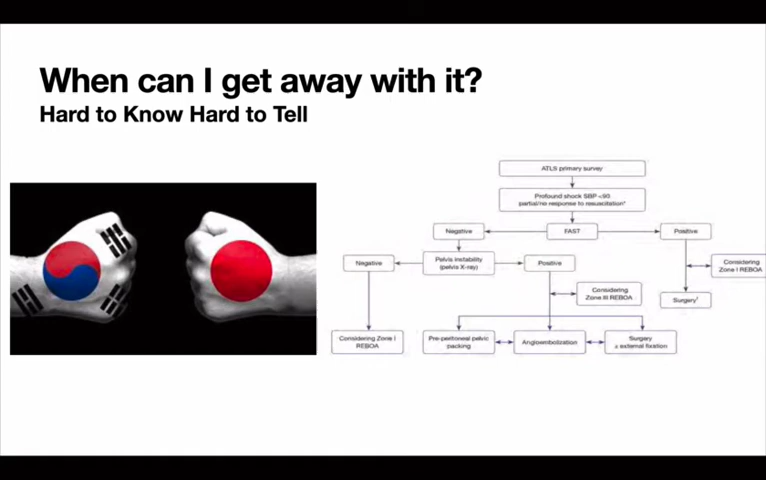 When can I get away with it?
Hard to Know Hard to Tell
ATLS primary survey
Profound shock SBP <90
partial/no response to resuscitation*
Negative
FAST
Positive
Negative
Pelvis instability
(pelvis X-ray)
Positive
Considering
Zone I REBOA
Considering
Zone III REBOA
Surgery†
Considering Zone I
REBOA
Pre-peritoneal pelvic
packing
Angioembolization
Surgery
± external fixation